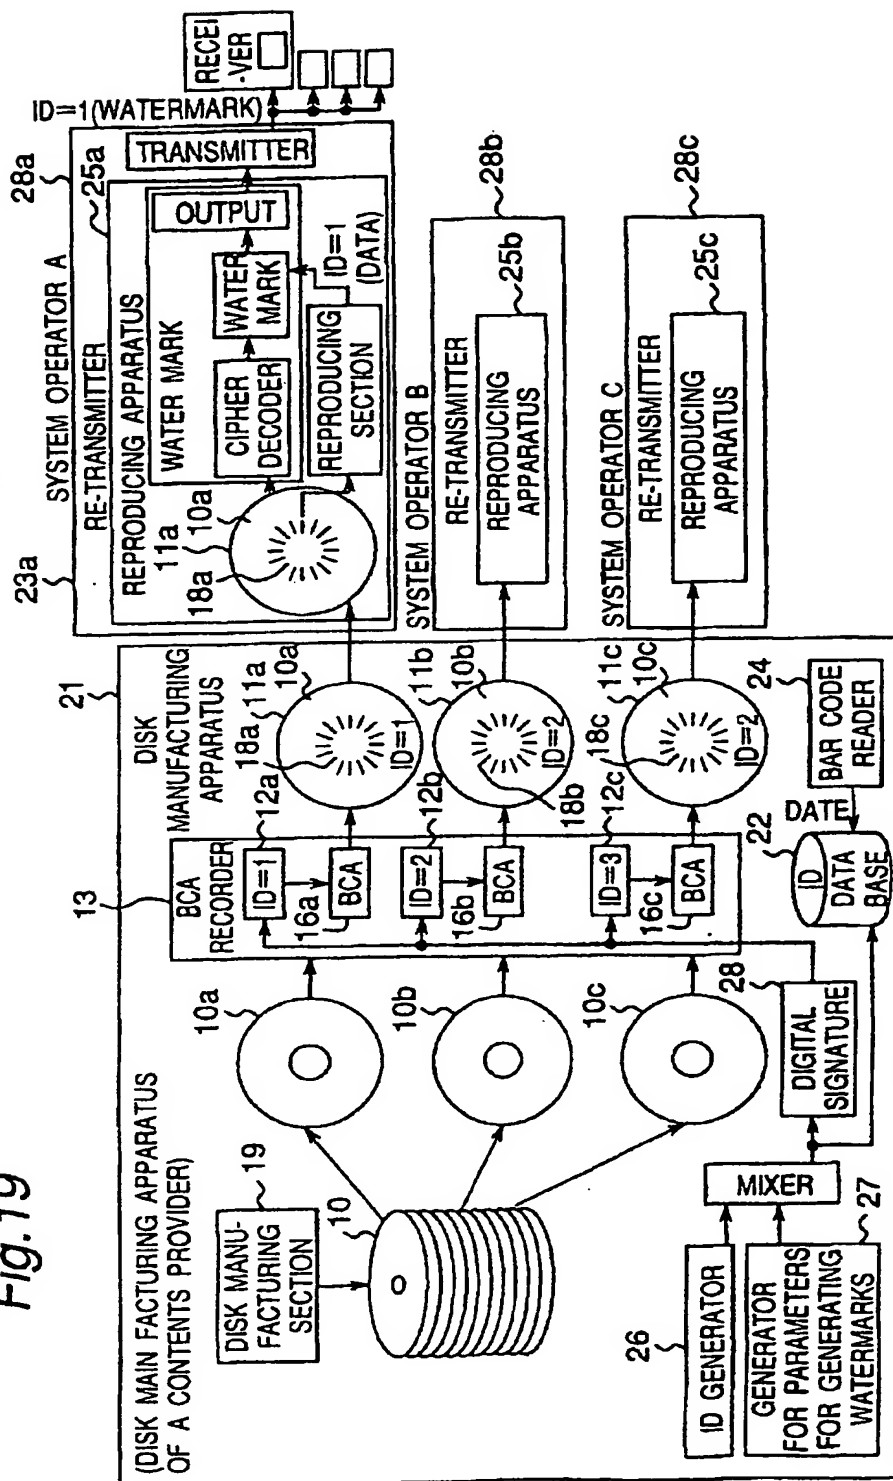 Fig.19
(DISK MAIN FACTURING APPARATUS
OF A CONTENTS PROVIDER)
DISK MANU-
FACTURING
SECTION
19
10
10a
10b
10c
26
ID GENERATOR
GENERATOR
FOR PARAMETERS
FOR GENERATING
WATERMARKS
27
MIXER
DIGITAL
SIGNATURE
28
13
BCA
RECORDER
ID=1
12a
16a
BCA
ID=2
12b
16b
BCA
ID=3
12c
16c
BCA
21
DISK
MANUFACTURING
APPARATUS
18a
11a
10a
ID=1
11b
10b
18b
ID=2
18c
11c
10c
ID=2
22
ID
DATA
BASE
DATE
24
BAR CODE
READER
23a
SYSTEM OPERATOR A
28a
RE-TRANSMITTER
25a
REPRODUCING APPARATUS
WATER MARK
18a
11a
10a
CIPHER
DECODER
WATER
MARK
OUTPUT
REPRODUCING
SECTION
ID=1
(DATA)
TRANSMITTER
ID=1(WATERMARK)
RECEI
-VER
SYSTEM OPERATOR B
28b
RE-TRANSMITTER
REPRODUCING
APPARATUS
25b
SYSTEM OPERATOR C
28c
RE-TRANSMITTER
REPRODUCING
APPARATUS
25c